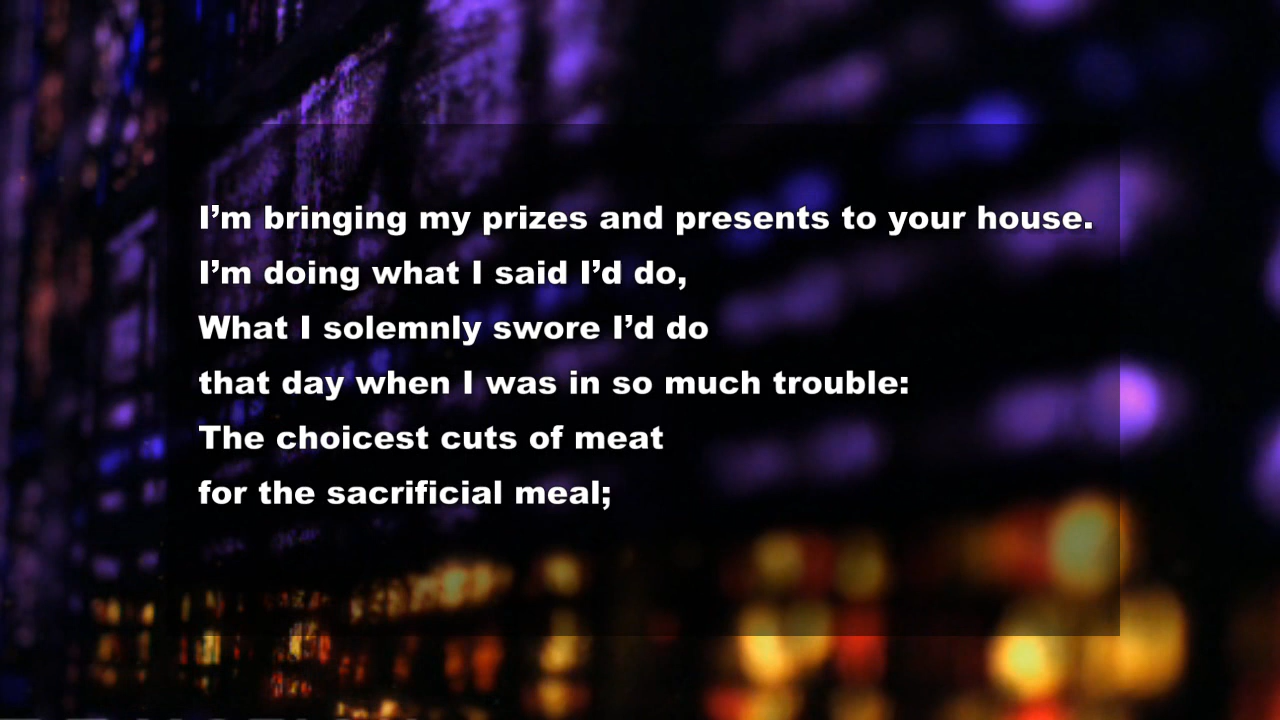 I’m bringing my prizes and presents to your house.
I’m doing what I said I’d do,
What I solemnly swore I’d do
that day when I was in so much trouble:
The choicest cuts of meat
for the sacrificial meal;